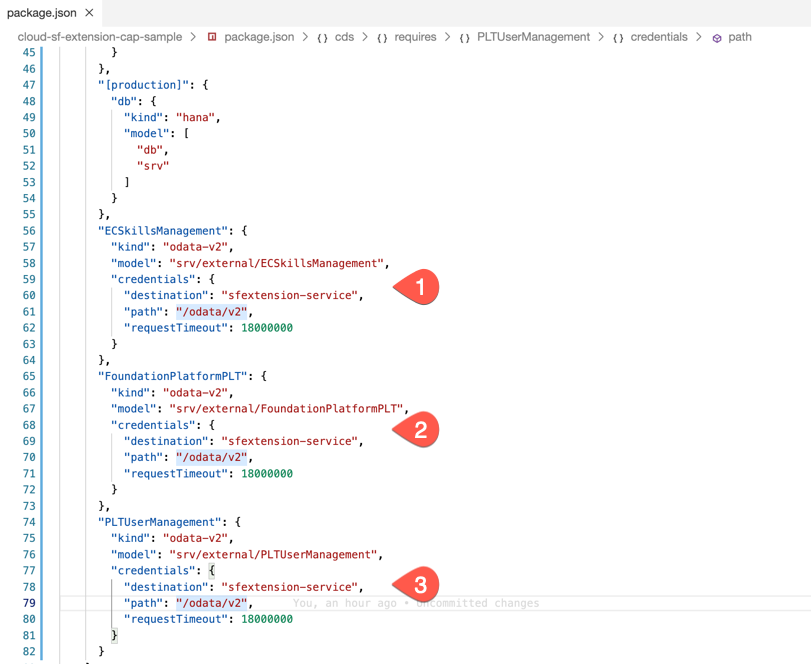 package.json ×
cloud-sf-extension-cap-sample > package.json > {} cds > {} requires > {} PLTUserManagement > {} credentials > path
45 }
46 },
47 "[production]": {
48 "db": {
49 "kind": "hana",
50 "model": [
51 "db",
52 "srv"
53 ]
54 }
55 },
56 "ECSkillsManagement": {
57 "kind": "odata-v2",
58 "model": "srv/external/ECSkillsManagement",
59 "credentials": {
60 "destination": "sfextension-service",
1
61 "path": "/odata/v2",
62 "requestTimeout": 18000000
63 }
64 },
65 "FoundationPlatformPLT": {
66 "kind": "odata-v2",
67 "model": "srv/external/FoundationPlatformPLT",
68 "credentials": {
2
69 "destination": "sfextension-service",
70 "path": "/odata/v2",
71 "requestTimeout": 18000000
72 }
73 },
74 "PLTUserManagement": {
75 "kind": "odata-v2",
76 "model": "srv/external/PLTUserManagement",
77 "credentials": {
78 "destination": "sfextension-service",
3
79 "path": "/odata/v2", You, an hour ago • Uncommitted changes
80 "requestTimeout": 18000000
81 }
82 }